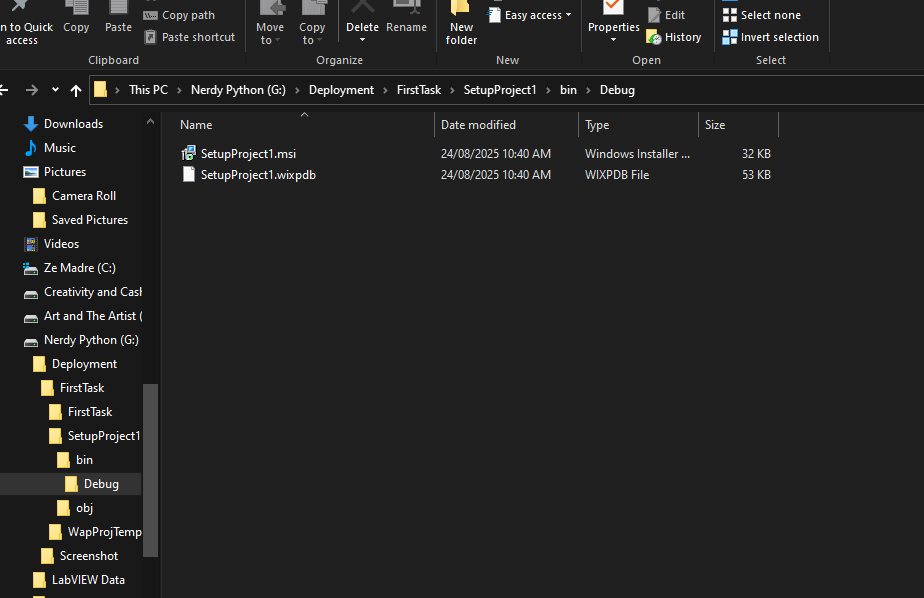 n to Quick access
Copy
Paste
Copy path
Paste shortcut
Move to
Copy to
Delete
Rename
New folder
Easy access
Properties
Edit
History
Select none
Invert selection
Clipboard
Organize
New
Open
Select
This PC > Nerdy Python (G:) > Deployment > FirstTask > SetupProject1 > bin > Debug
Downloads
Music
Pictures
Camera Roll
Saved Pictures
Videos
Ze Madre (C:)
Creativity and Cash
Art and The Artist (
Nerdy Python (G:)
Deployment
FirstTask
FirstTask
SetupProject1
bin
Debug
obj
WapProjTemp
Screenshot
LabVIEW Data
Name Date modified Type Size
SetupProject1.msi 24/08/2025 10:40 AM Windows Installer ... 32 KB
SetupProject1.wixpdb 24/08/2025 10:40 AM WIXPDB File 53 KB